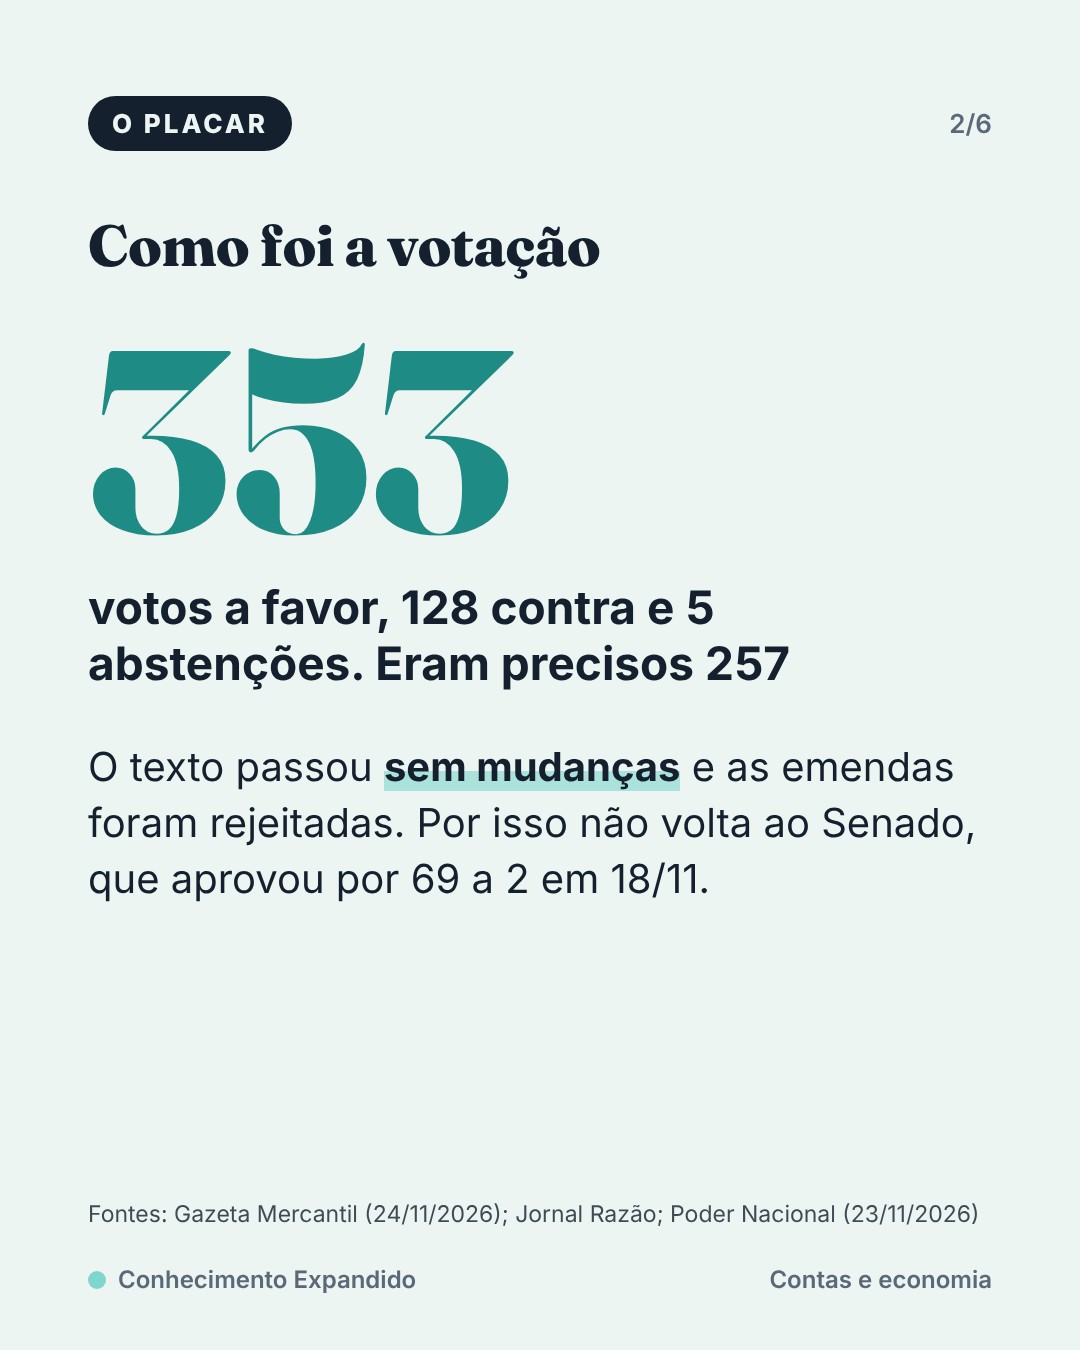 O PLACAR
2/6
Como foi a votação
353
votos a favor, 128 contra e 5
abstenções. Eram precisos 257
O texto passou sem mudanças e as emendas
foram rejeitadas. Por isso não volta ao Senado,
que aprovou por 69 a 2 em 18/11.
Fontes: Gazeta Mercantil (24/11/2026); Jornal Razão; Poder Nacional (23/11/2026)
Conhecimento Expandido
Contas e economia